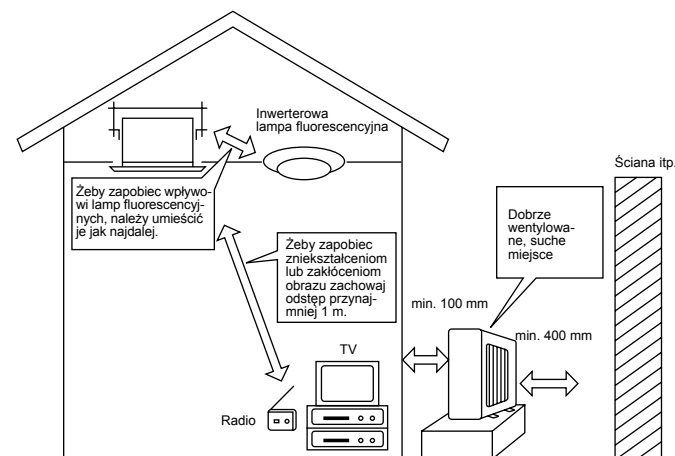 Inwerterowa
lampa fluorescencyjna
Ściana itp.
Żeby zapobiec wpływo-
wi lamp fluorescencyj-
nych, należy umieścić
je jak najdalej.
Dobrze
wentylowa-
ne, suche
miejsce
Żeby zapobiec
zniekształceniom
lub zakłóceniom
obrazu zachowaj
odstęp przynaj-
mniej 1 m.
min. 100 mm
min. 400 mm
TV
Radio